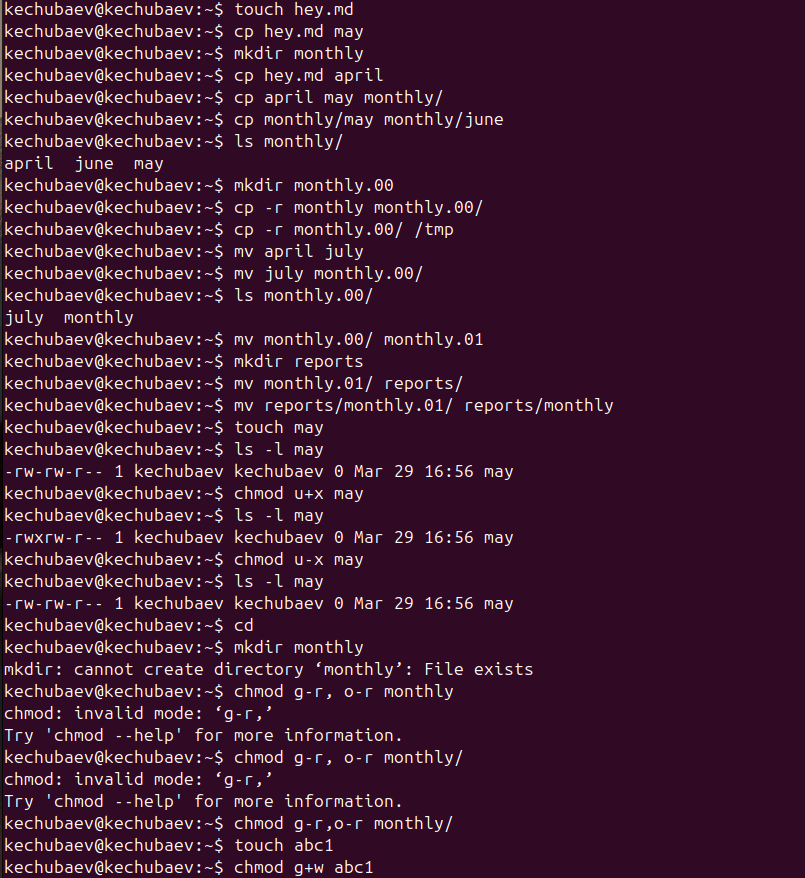 kechubaev@kechubaev:~$ touch hey.md
kechubaev@kechubaev:~$ cp hey.md may
kechubaev@kechubaev:~$ mkdir monthly
kechubaev@kechubaev:~$ cp hey.md april
kechubaev@kechubaev:~$ cp april may monthly/
kechubaev@kechubaev:~$ cp monthly/may monthly/june
kechubaev@kechubaev:~$ ls monthly/
april  june  may
kechubaev@kechubaev:~$ mkdir monthly.00
kechubaev@kechubaev:~$ cp -r monthly monthly.00/
kechubaev@kechubaev:~$ cp -r monthly.00/ /tmp
kechubaev@kechubaev:~$ mv april july
kechubaev@kechubaev:~$ mv july monthly.00/
kechubaev@kechubaev:~$ ls monthly.00/
july  monthly
kechubaev@kechubaev:~$ mv monthly.00/ monthly.01
kechubaev@kechubaev:~$ mkdir reports
kechubaev@kechubaev:~$ mv monthly.01/ reports/
kechubaev@kechubaev:~$ mv reports/monthly.01/ reports/monthly
kechubaev@kechubaev:~$ touch may
kechubaev@kechubaev:~$ ls -l may
-rw-rw-r-- 1 kechubaev kechubaev 0 Mar 29 16:56 may
kechubaev@kechubaev:~$ chmod u+x may
kechubaev@kechubaev:~$ ls -l may
-rwxrw-r-- 1 kechubaev kechubaev 0 Mar 29 16:56 may
kechubaev@kechubaev:~$ chmod u-x may
kechubaev@kechubaev:~$ ls -l may
-rw-rw-r-- 1 kechubaev kechubaev 0 Mar 29 16:56 may
kechubaev@kechubaev:~$ cd
kechubaev@kechubaev:~$ mkdir monthly
mkdir: cannot create directory ‘monthly’: File exists
kechubaev@kechubaev:~$ chmod g-r, o-r monthly
chmod: invalid mode: ‘g-r,’
Try 'chmod --help' for more information.
kechubaev@kechubaev:~$ chmod g-r, o-r monthly/
chmod: invalid mode: ‘g-r,’
Try 'chmod --help' for more information.
kechubaev@kechubaev:~$ chmod g-r,o-r monthly/
kechubaev@kechubaev:~$ touch abc1
kechubaev@kechubaev:~$ chmod g+w abc1